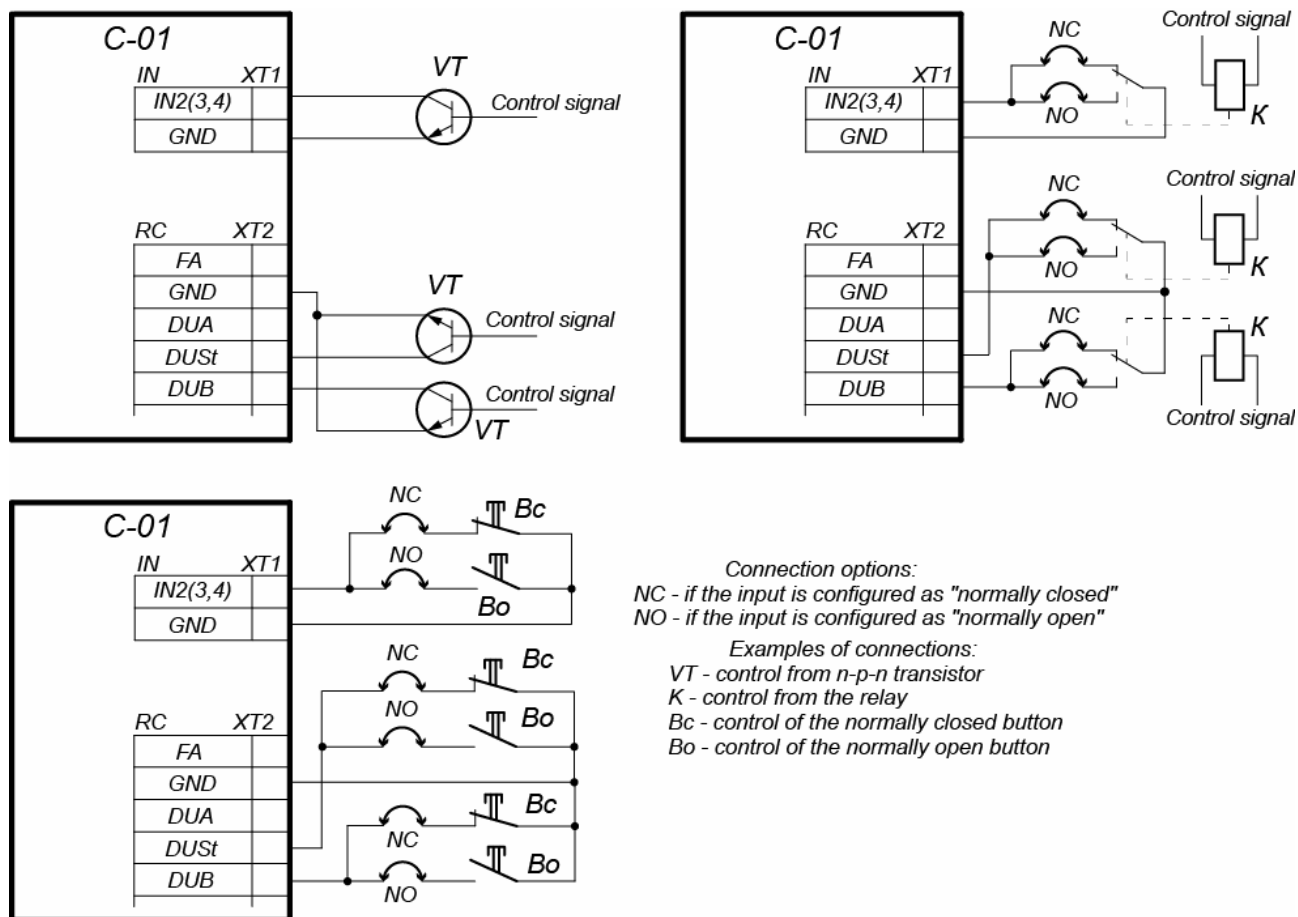 C-01
IN XT1
IN2(3,4)
GND
VT
Control signal
RC XT2
FA
GND
DUA
DUSt
DUB
VT
Control signal
Control signal
VT
C-01
IN XT1
IN2(3,4)
GND
NC
NO
Control signal
K
RC XT2
FA
GND
DUA
DUSt
DUB
NC
NO
Control signal
K
NC
NO
K
Control signal
C-01
IN XT1
IN2(3,4)
GND
NC
Bc
NO
Bo
RC XT2
FA
GND
DUA
DUSt
DUB
NC
Bc
NO
Bo
NC
Bc
NO
Bo
Connection options:
NC - if the input is configured as "normally closed"
NO - if the input is configured as "normally open"
Examples of connections:
VT - control from n-p-n transistor
K - control from the relay
Bc - control of the normally closed button
Bo - control of the normally open button